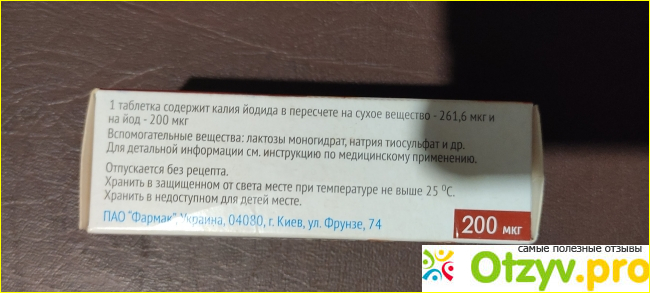 1 таблетка содержит калия йодида в пересчете на сухое вещество - 261,6 мкг и
на йод - 200 мкг
Вспомогательные вещества: лактозы моногидрат, натрия тиосульфат и др.
Для детальной информации см. инструкцию по медицинскому применению.
Отпускается без рецепта.
Хранить в защищенном от света месте при температуре не выше 25 °С.
Хранить в недоступном для детей месте.
ПАО "Фармак", Украина, 04080, г. Киев, ул. Фрунзе, 74
200 мкг
самые полезные отзывы
Otzyv.pro